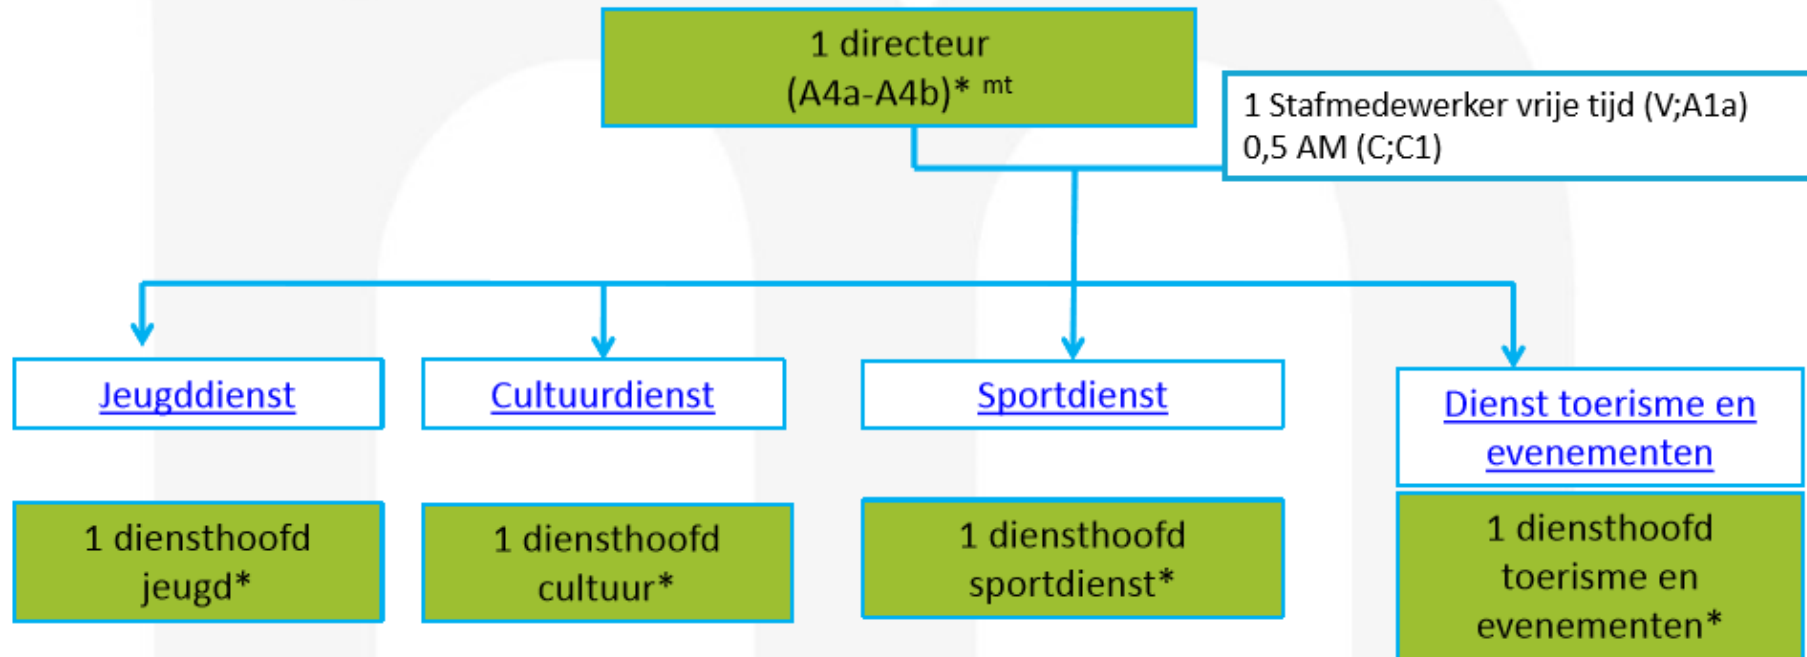 1 directeur
(A4a-A4b)* mt
1 Stafmedewerker vrije tijd (V;A1a)
0,5 AM (C;C1)
Jeugddienst
Cultuurdienst
Sportdienst
Dienst toerisme en
evenementen
1 diensthoofd
jeugd*
1 diensthoofd
cultuur*
1 diensthoofd
sportdienst*
1 diensthoofd
toerisme en
evenementen*